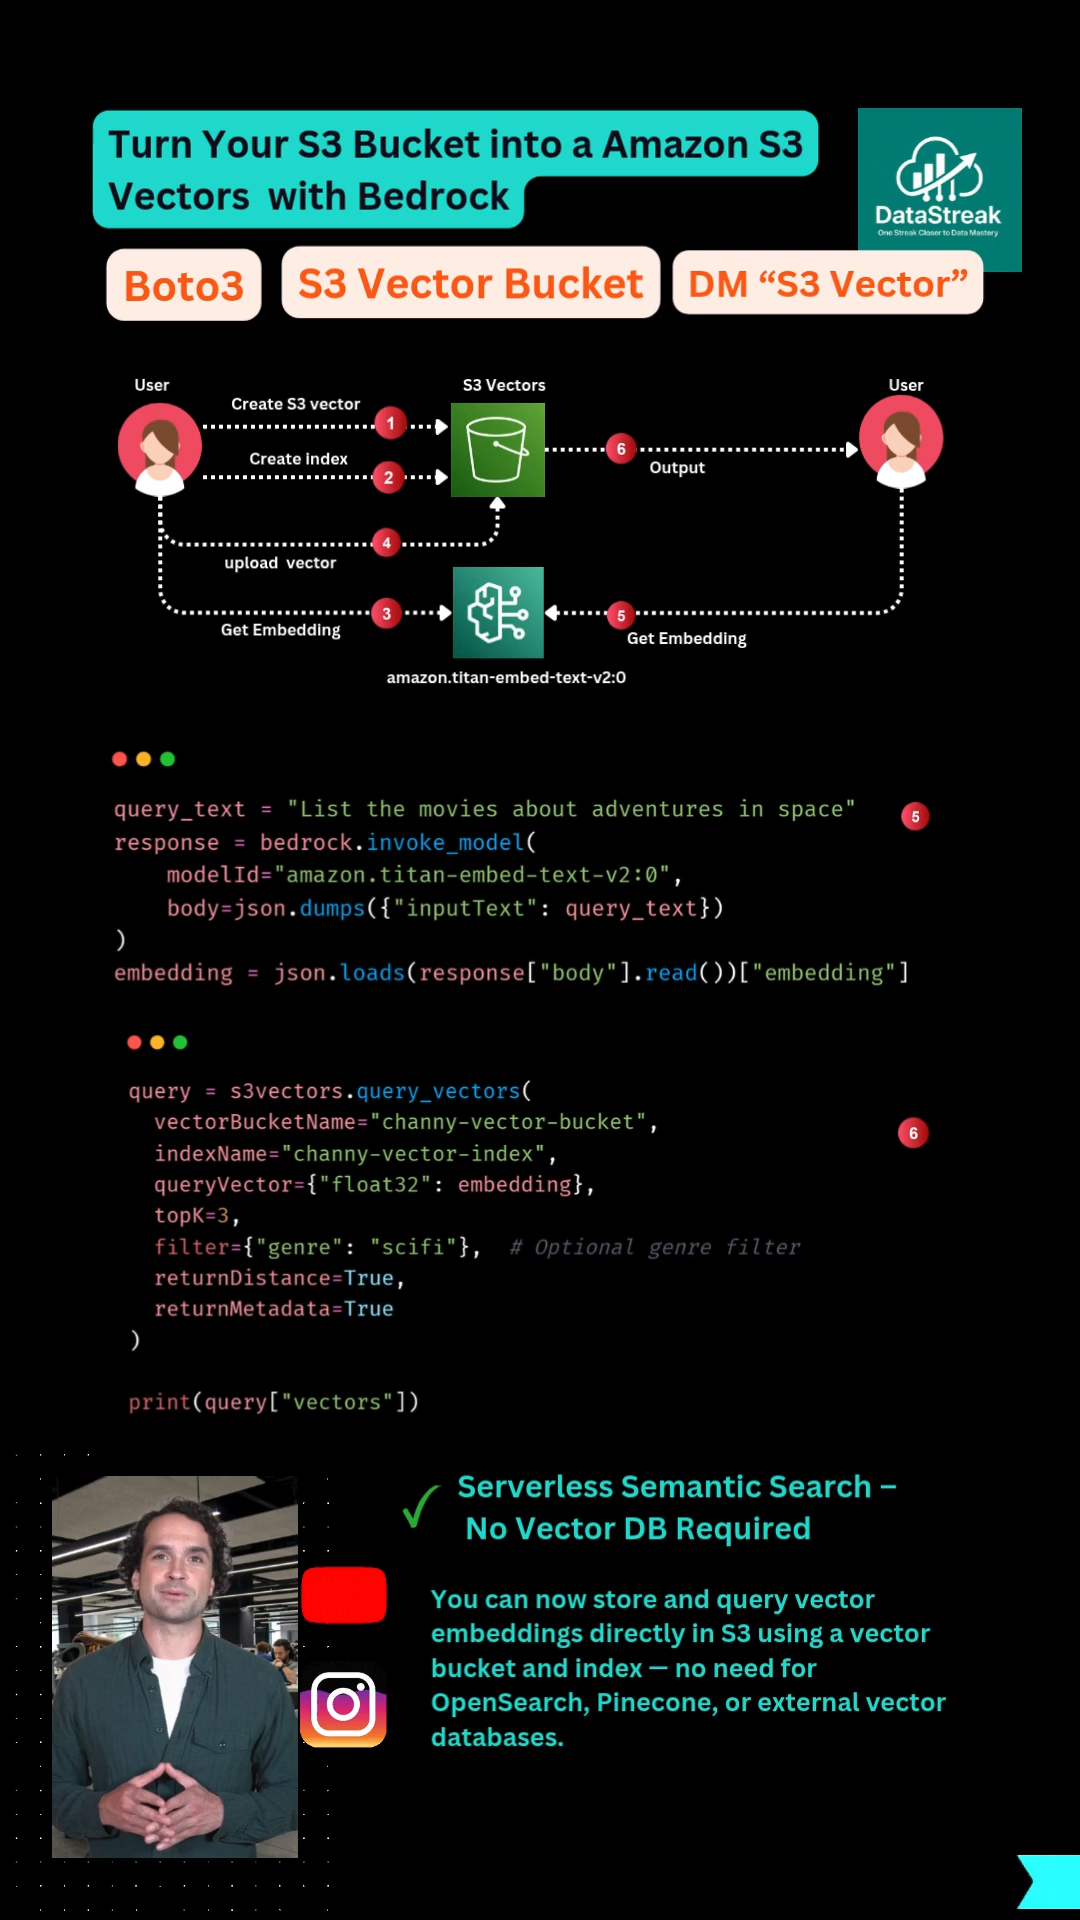 Turn Your S3 Bucket into a Amazon S3
Vectors with Bedrock
DataStreak
One Streak Closer to Data Mastery
Boto3
S3 Vector Bucket
DM “S3 Vector”
User
S3 Vectors
User
Create S3 vector
1
Create index
2
6
Output
4
upload vector
3
Get Embedding
5
Get Embedding
amazon.titan-embed-text-v2:0
query_text = "List the movies about adventures in space"
5
response = bedrock.invoke_model(
modelId="amazon.titan-embed-text-v2:0",
body=json.dumps({"inputText": query_text})
)
embedding = json.loads(response["body"].read())["embedding"]
query = s3vectors.query_vectors(
vectorBucketName="channy-vector-bucket",
6
indexName="channy-vector-index",
queryVector={"float32": embedding},
topK=3,
filter={"genre": "scifi"},  # Optional genre filter
returnDistance=True,
returnMetadata=True
)
print(query["vectors"])
Serverless Semantic Search –
No Vector DB Required
You can now store and query vector
embeddings directly in S3 using a vector
bucket and index — no need for
OpenSearch, Pinecone, or external vector
databases.